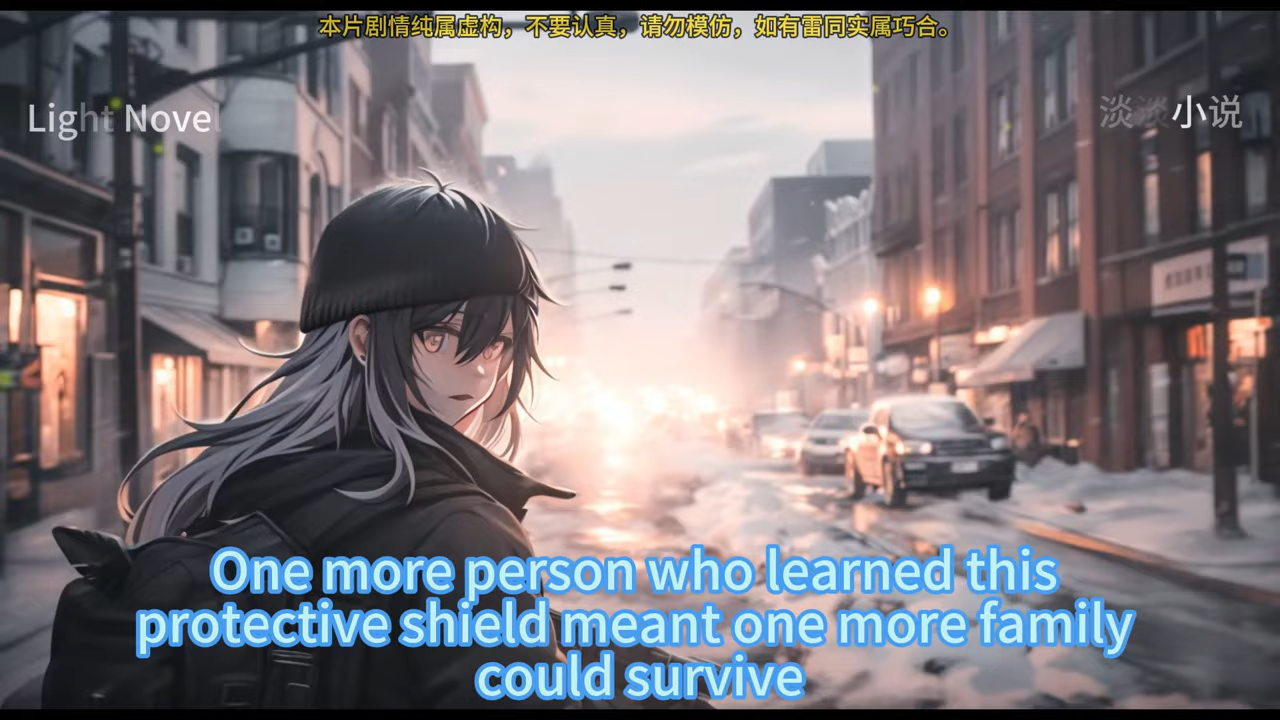 本片剧情纯属虚构，不要认真，请勿模仿，如有雷同实属巧合。
Light Novel
淡淡小说
One more person who learned this
protective shield meant one more family
could survive